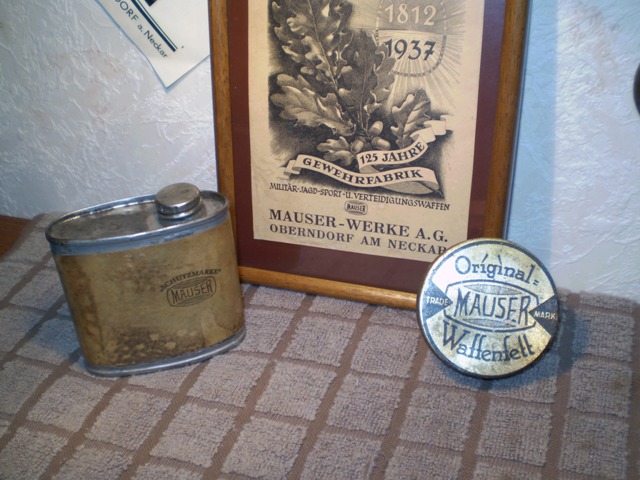 DORF a. Neckar
1812
1937
125 JAHRE
GEWEHRFABRIK
MILITÄR-JAGD-SPORT-U.VERTEIDIGUNGSWAFFEN
MAUSER
MAUSER-WERKE A.G.
OBERNDORF AM NECKAR
SCHUTZMARKE
MAUSER
Original-
TRADE MAUSER MARK
Waffenfett